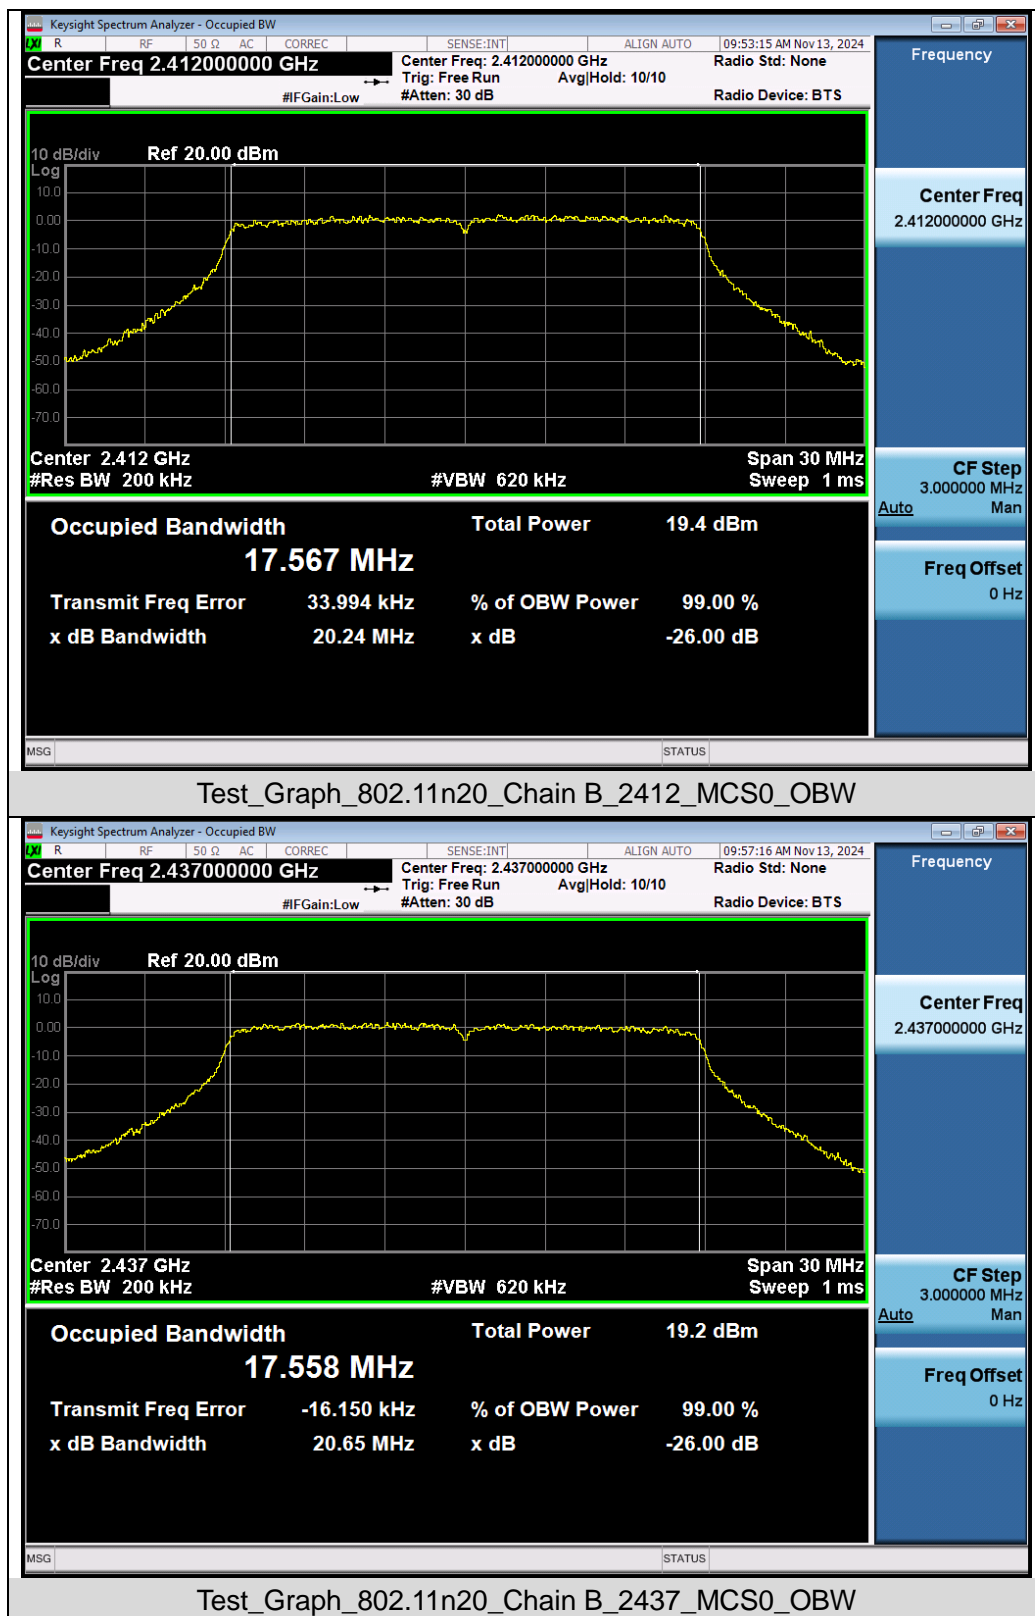 Keysight Spectrum Analyzer - Occupied BW
LXI R RF 50 Ω AC CORREC SENSE:INT ALIGN AUTO 09:53:15 AM Nov 13, 2024
Center Freq 2.412000000 GHz
Center Freq: 2.412000000 GHz
Radio Std: None
Trig: Free Run Avg|Hold: 10/10
#IFGain:Low
#Atten: 30 dB
Radio Device: BTS
10 dB/div Ref 20.00 dBm
Log
10.0
0.00
-10.0
-20.0
-30.0
-40.0
-50.0
-60.0
-70.0
Center 2.412 GHz
Span 30 MHz
#Res BW 200 kHz
#VBW 620 kHz
Sweep 1 ms
Occupied Bandwidth
Total Power 19.4 dBm
17.567 MHz
Transmit Freq Error 33.994 kHz
% of OBW Power 99.00 %
x dB Bandwidth 20.24 MHz
x dB -26.00 dB
MSG
STATUS
Frequency
Center Freq
2.412000000 GHz
CF Step
3.000000 MHz
Auto Man
Freq Offset
0 Hz
Test_Graph_802.11n20_Chain B_2412_MCS0_OBW
Keysight Spectrum Analyzer - Occupied BW
LXI R RF 50 Ω AC CORREC SENSE:INT ALIGN AUTO 09:57:16 AM Nov 13, 2024
Center Freq 2.437000000 GHz
Center Freq: 2.437000000 GHz
Radio Std: None
Trig: Free Run Avg|Hold: 10/10
#IFGain:Low
#Atten: 30 dB
Radio Device: BTS
10 dB/div Ref 20.00 dBm
Log
10.0
0.00
-10.0
-20.0
-30.0
-40.0
-50.0
-60.0
-70.0
Center 2.437 GHz
Span 30 MHz
#Res BW 200 kHz
#VBW 620 kHz
Sweep 1 ms
Occupied Bandwidth
Total Power 19.2 dBm
17.558 MHz
Transmit Freq Error -16.150 kHz
% of OBW Power 99.00 %
x dB Bandwidth 20.65 MHz
x dB -26.00 dB
MSG
STATUS
Frequency
Center Freq
2.437000000 GHz
CF Step
3.000000 MHz
Auto Man
Freq Offset
0 Hz
Test_Graph_802.11n20_Chain B_2437_MCS0_OBW